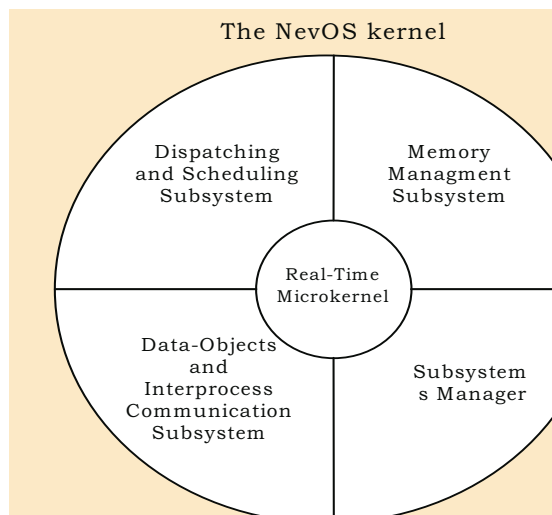 The NevOS kernel
Dispatching
and Scheduling
Subsystem
Memory
Managment
Subsystem
Real-Time
Microkernel
Data-Objects
and
Interprocess
Communication
Subsystem
Subsystem
s Manager